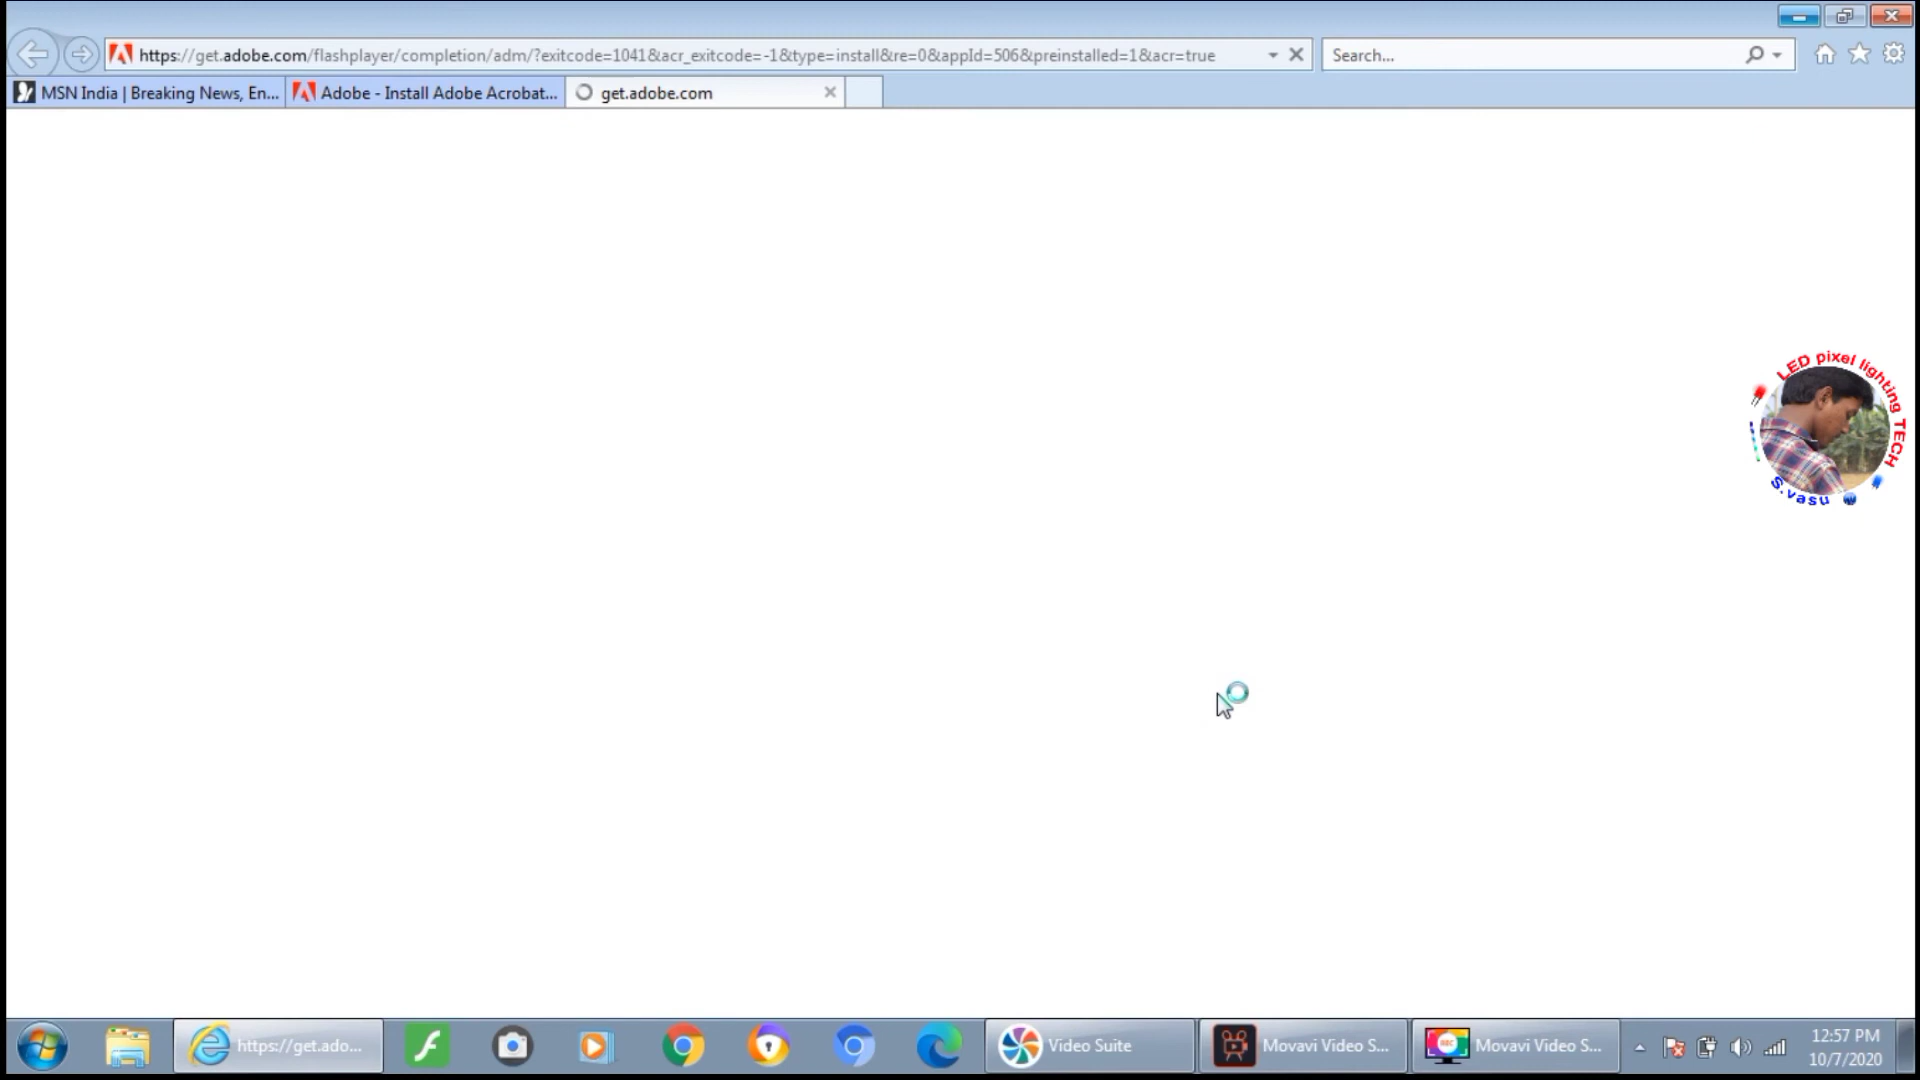 https://get.adobe.com/flashplayer/completion/adm/?exitcode=1041&acr_exitcode=-1&type=install&re=0&appId=506&preinstalled=1&acr=true
Search...
MSN India | Breaking News, En...
Adobe - Install Adobe Acrobat...
get.adobe.com
LED pixel lighting TECH
S.vasu
https://get.ado...
Video Suite
Movavi Video S...
REC
Movavi Video S...
12:57 PM
10/7/2020